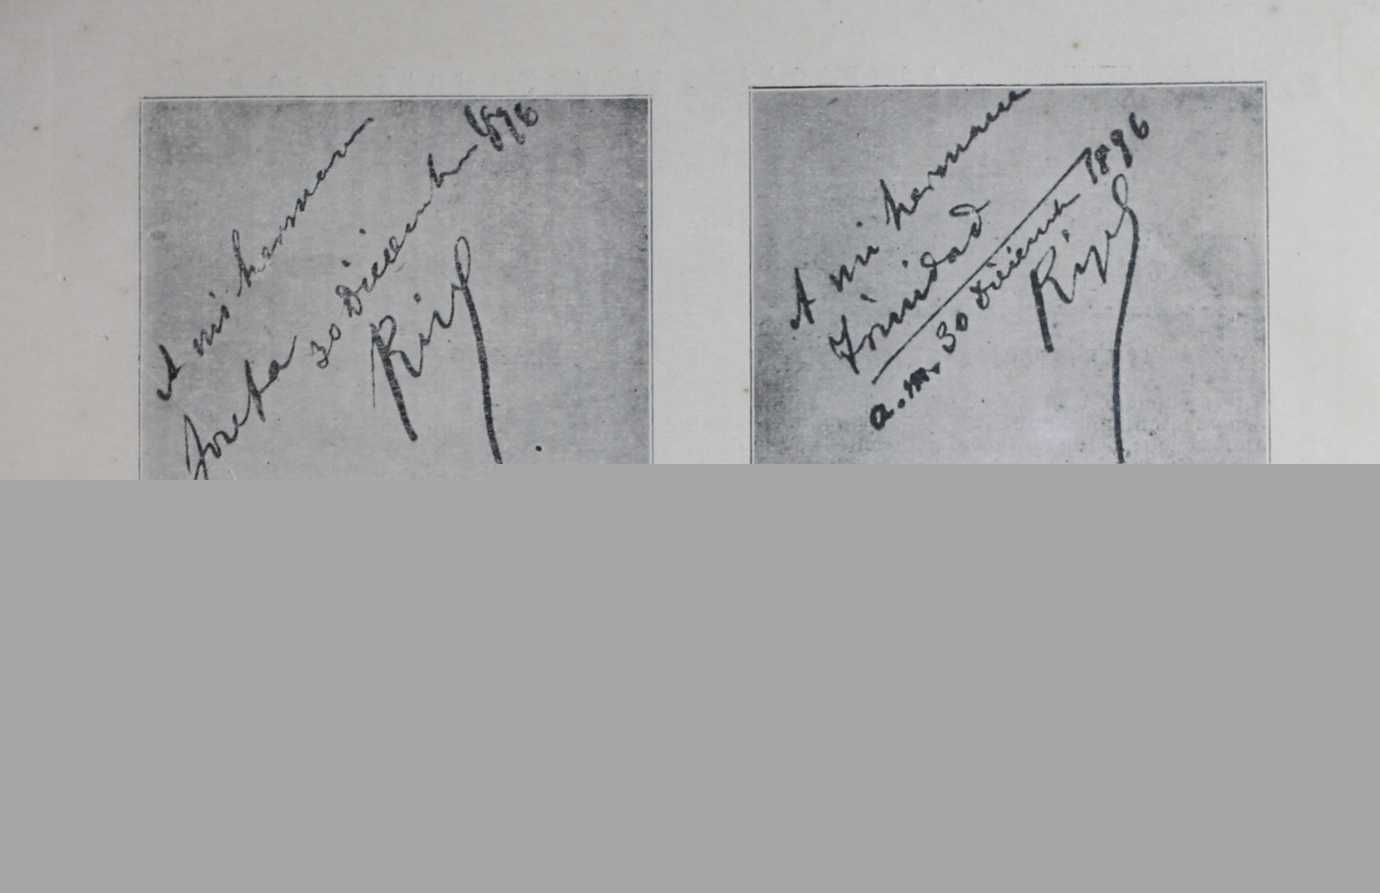 A mi hermana
Josefa
30 Diciembre 1896
Rizal
A mi hermana
Trinidad
a.m. 30 Diciembre 1896
Rizal